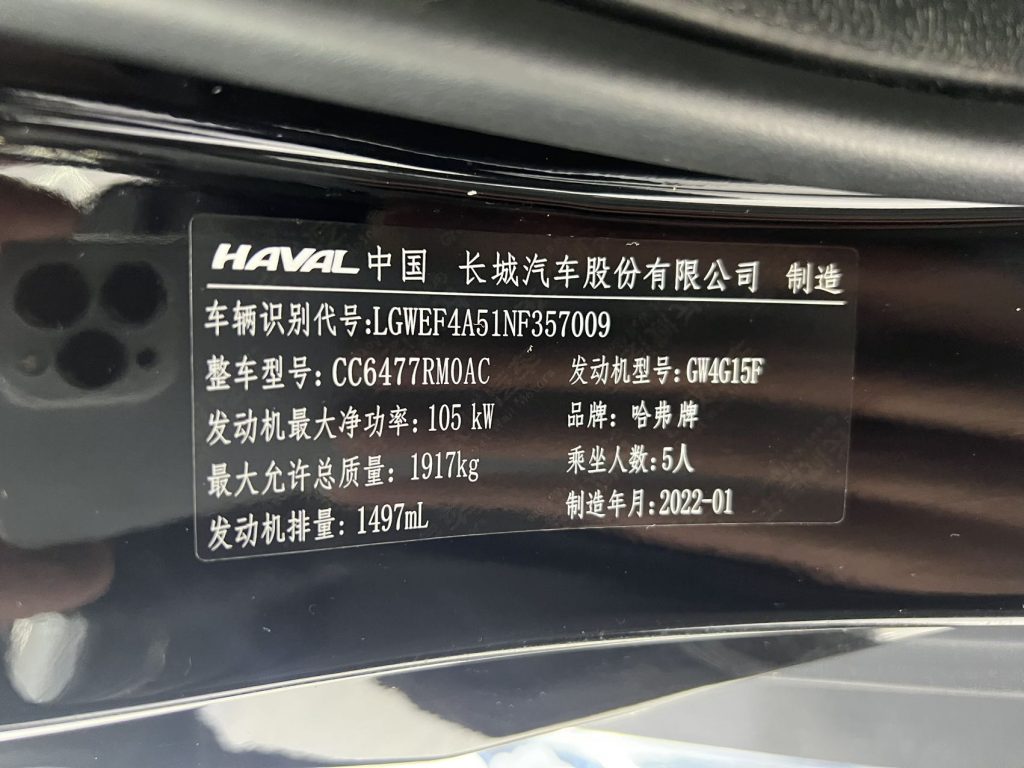 HAVAL 中国 长城汽车股份有限公司 制造
车辆识别代号:LGWEF4A51NF357009
整车型号: CC6477RM0AC 发动机型号: GW4G15F
发动机最大净功率: 105 kW 品牌: 哈弗牌
最大允许总质量: 1917kg 乘坐人数: 5人
发动机排量: 1497mL 制造年月: 2022-01